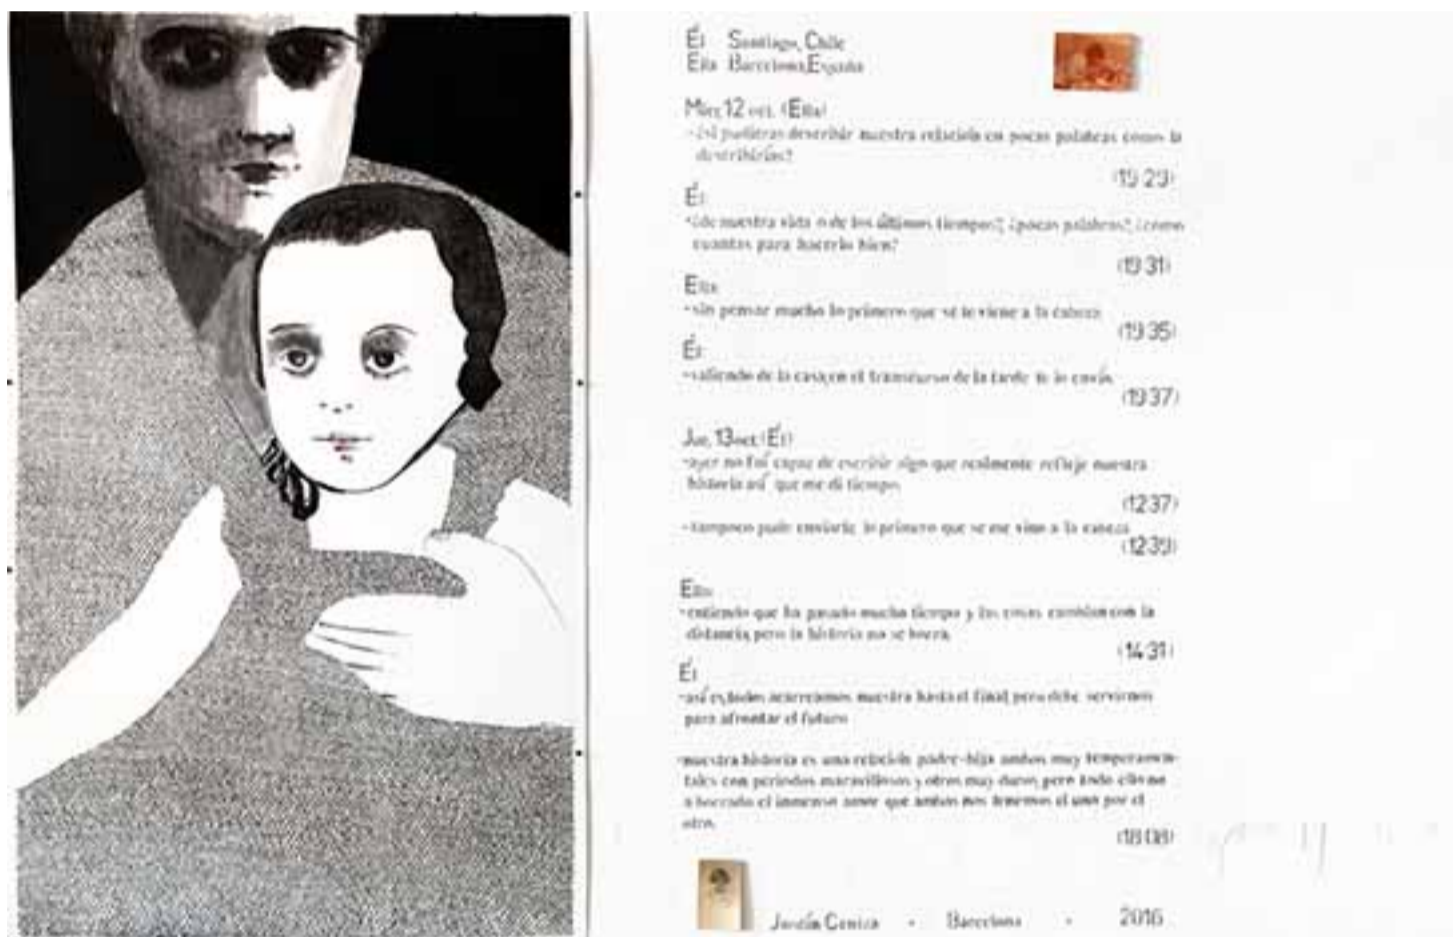 Él Santiago, Chile
Ella Barcelona, España
Miér, 12 oct. (Ella)
-¿si pudieras describir nuestra relación en pocas palabras como la
describirías?
(19:29)
Él:
-¿de nuestra vida o de los últimos tiempos?, ¿pocas palabras?, ¿como
cuantas para hacerlo bien?
(19:31)
Ella:
-sin pensar mucho lo primero que se te viene a la cabeza
(19:35)
Él:
-saliendo de la casa, en el transcurso de la tarde te lo envío.
(19:37)
Jue, 13 oct. (Él)
-ayer no fuí capaz de escribir algo que realmente refleje nuestra
historia así que me di tiempo.
(12:37)
-tampoco pude enviarte lo primero que se me vino a la cabeza
(12:39)
Ella:
-entiendo que ha pasado mucho tiempo y las cosas cambian con la
distancia, pero la historia no se borra.
(14:31)
Él
-así es, todos acarreamos nuestra hasta el final, pero debe servirnos
para afrontar el futuro
-nuestra historia es una relación padre-hija ambos muy temperamen-
tales con periodos maravillosos y otros muy duros pero todo ello no
a borrado el inmenso amor que ambos nos tenemos el uno por el
otro.
(18:08)
Barcelona - 2016